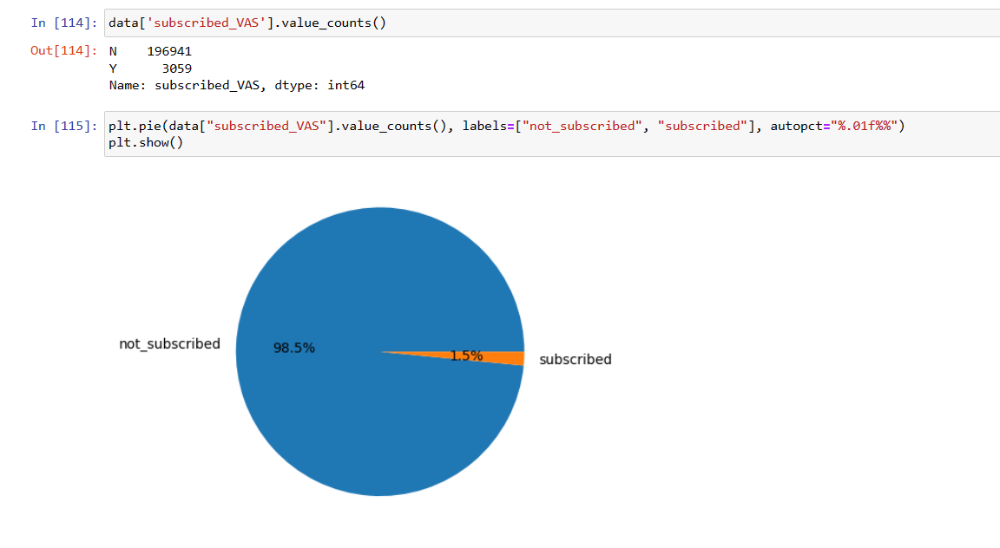 In [114]: data['subscribed_VAS'].value_counts()
Out[114]: N    196941
Y      3059
Name: subscribed_VAS, dtype: int64
In [115]: plt.pie(data["subscribed_VAS"].value_counts(), labels=["not_subscribed", "subscribed"], autopct="%.01f%%")
plt.show()
not_subscribed
98.5%
1.5%
subscribed